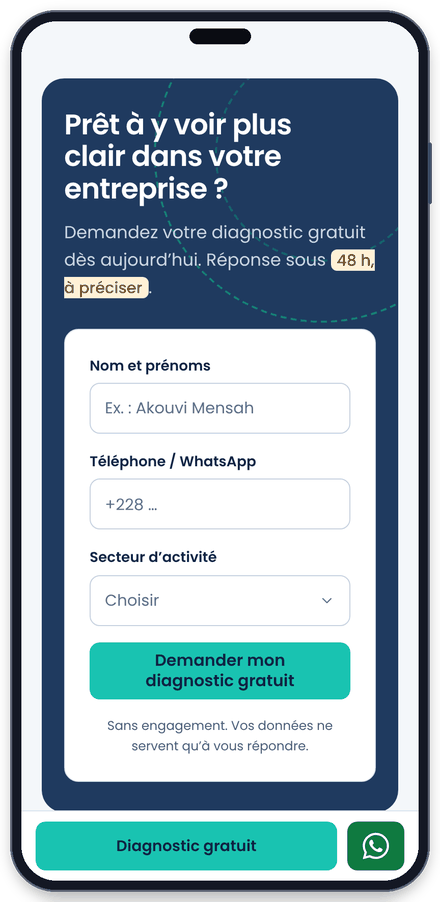 Prêt à y voir plus
clair dans votre
entreprise ?
Demandez votre diagnostic gratuit
dès aujourd’hui. Réponse sous 48 h,
à préciser.
Nom et prénoms
Ex. : Akouvi Mensah
Téléphone / WhatsApp
+228 ...
Secteur d’activité
Choisir
Demander mon
diagnostic gratuit
Sans engagement. Vos données ne
servent qu’à vous répondre.
Diagnostic gratuit